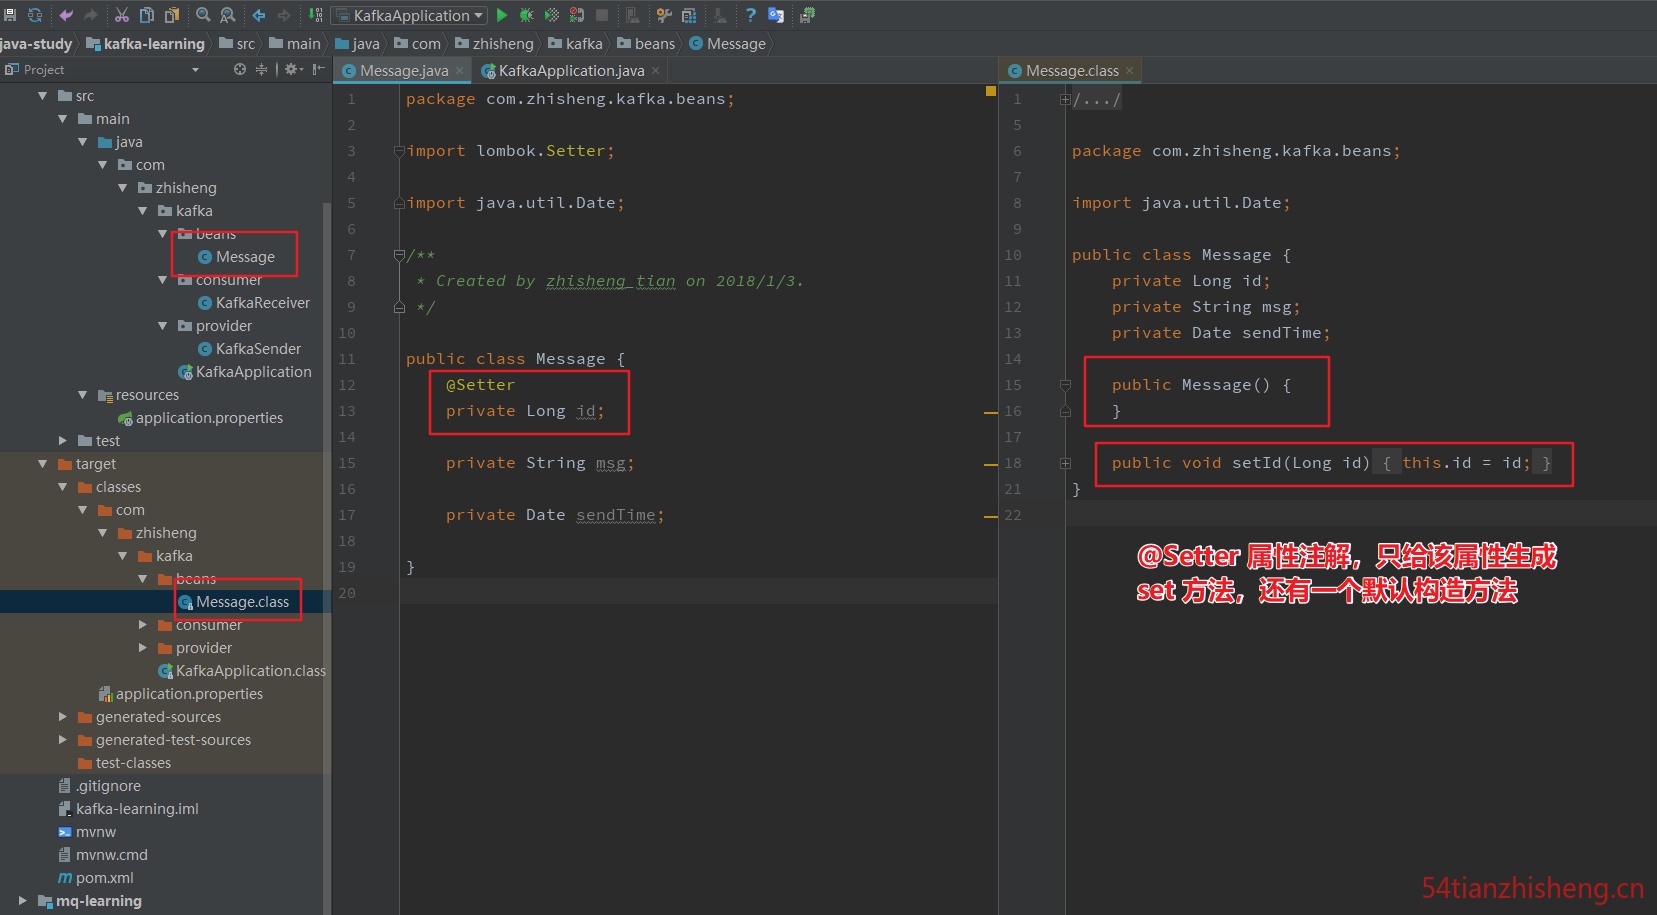 KafkaApplication
java-study
kafka-learning
src
main
java
com
zhisheng
kafka
beans
Message
Project
src
main
java
com
zhisheng
kafka
beans
Message
consumer
KafkaReceiver
provider
KafkaSender
KafkaApplication
resources
application.properties
test
target
classes
com
zhisheng
kafka
beans
Message.class
consumer
provider
KafkaApplication.class
application.properties
generated-sources
generated-test-sources
test-classes
.gitignore
kafka-learning.iml
mvnw
mvnw.cmd
pom.xml
mq-learning
Message.java
KafkaApplication.java
1 package com.zhisheng.kafka.beans;
2
3 import lombok.Setter;
4
5 import java.util.Date;
6
7 /**
8 * Created by zhisheng_tian on 2018/1/3.
9 */
10
11 public class Message {
12 @Setter
13 private Long id;
14
15 private String msg;
16
17 private Date sendTime;
18
19 }
20
Message.class
1 /.../
5
6 package com.zhisheng.kafka.beans;
7
8 import java.util.Date;
9
10 public class Message {
11 private Long id;
12 private String msg;
13 private Date sendTime;
14
15 public Message() {
16 }
17
18 public void setId(Long id) { this.id = id; }
21 }
22
@Setter 属性注解，只给该属性生成
set 方法，还有一个默认构造方法
54tianzhisheng.cn